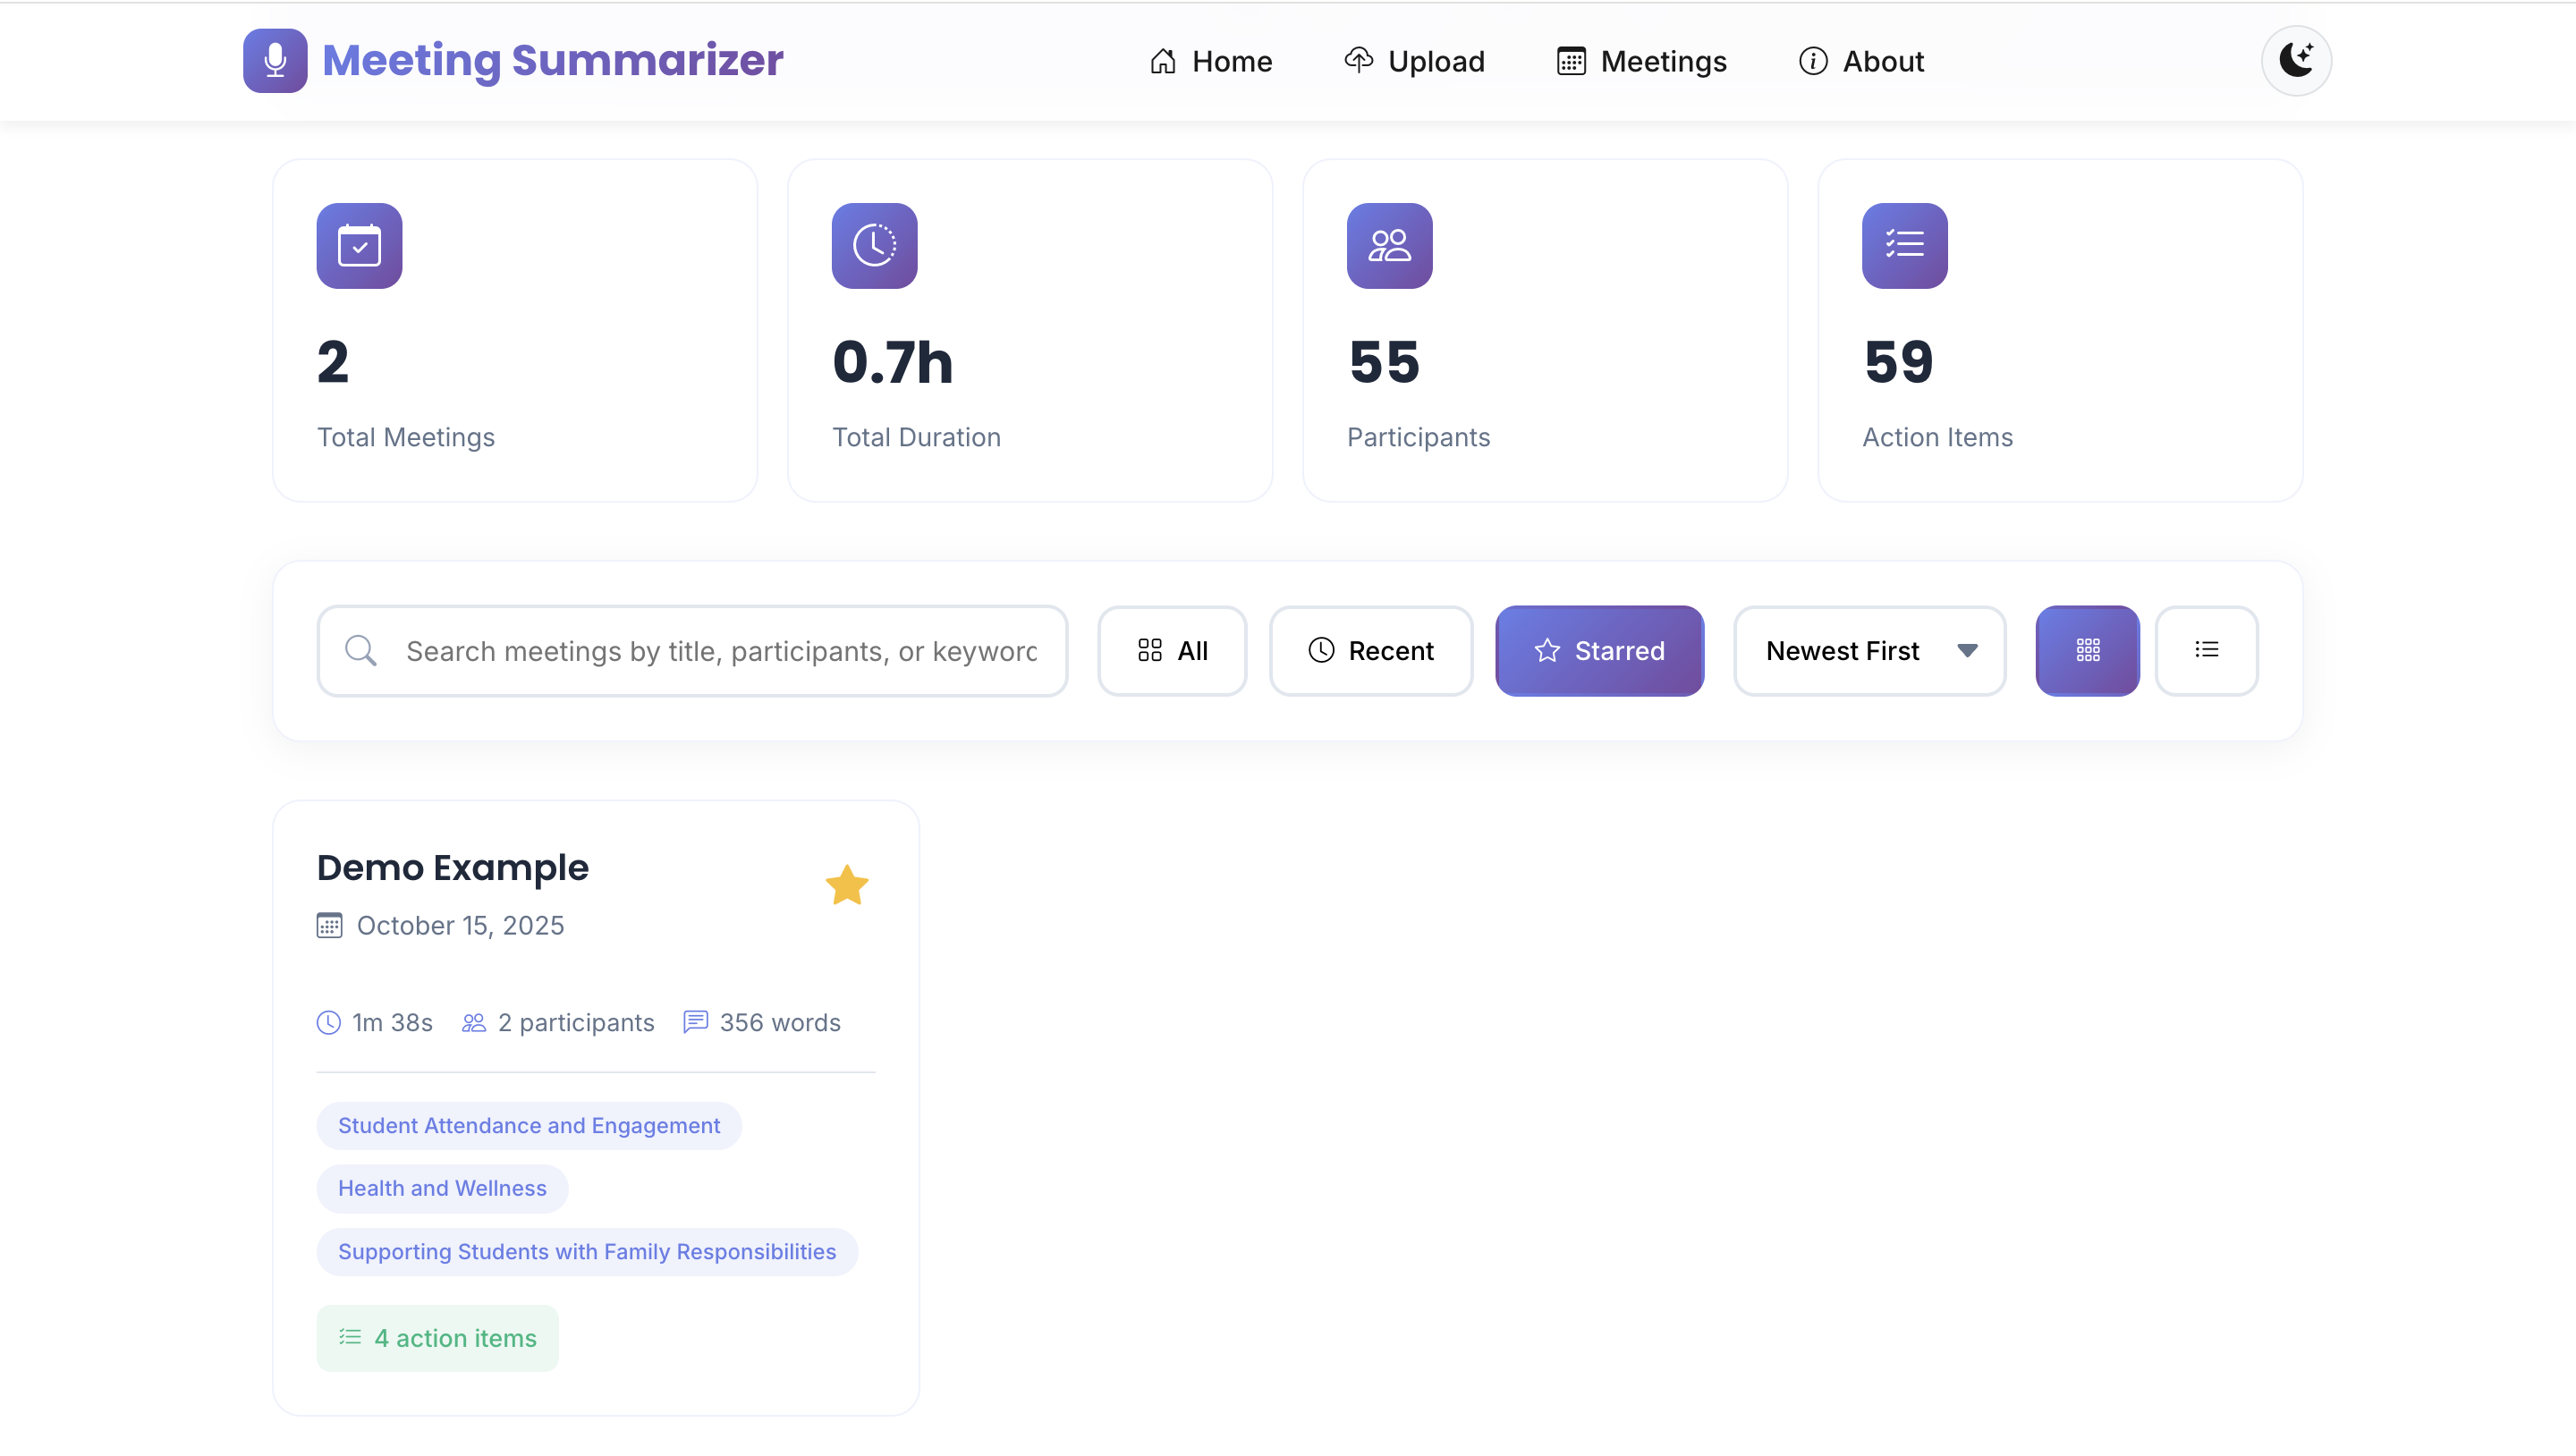 Meeting Summarizer
Home
Upload
Meetings
About
2
Total Meetings
0.7h
Total Duration
55
Participants
59
Action Items
Search meetings by title, participants, or keyword
All
Recent
Starred
Newest First
Demo Example
October 15, 2025
1m 38s 2 participants 356 words
Student Attendance and Engagement
Health and Wellness
Supporting Students with Family Responsibilities
4 action items